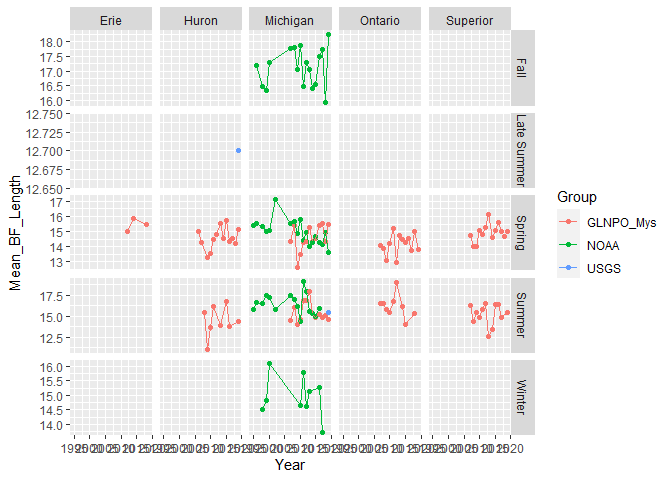 Erie Huron Michigan Ontario Superior
18.0
17.5
17.0
16.5
16.0
Fall
12.750
12.725
12.700
12.675
12.650
Late Summer
17
16
15
14
13
Spring
17.5
15.0
12.5
Summer
16.0
15.5
15.0
14.5
14.0
Winter
Mean_BF_Length
Year
Group
GLNPO_Mys
NOAA
USGS